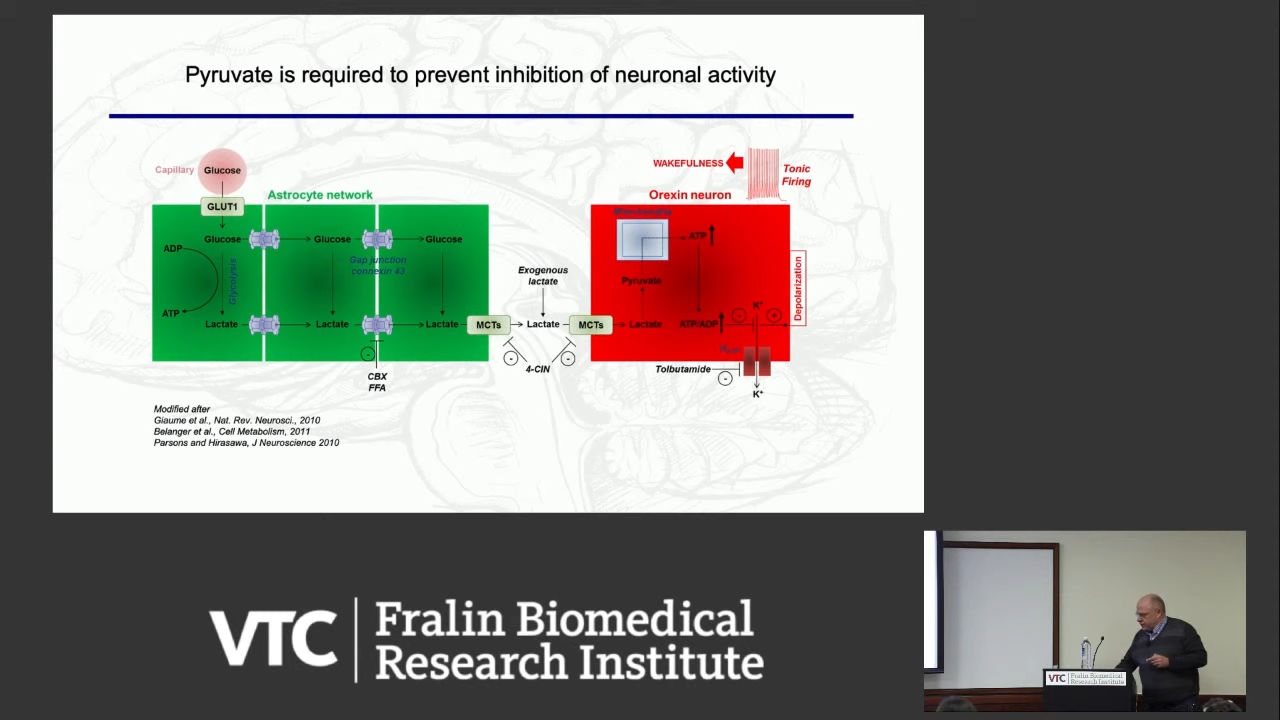 Pyruvate is required to prevent inhibition of neuronal activity
Capillary
Glucose
GLUT1
Astrocyte network
Glucose
Glucose
Glucose
ADP
Glycolysis
ATP
Gap junction
connexin 43
Lactate
Lactate
Lactate
MCTs
CBX
FFA
Exogenous
lactate
Lactate
4-CIN
MCTs
WAKEFULNESS
Tonic
Firing
Orexin neuron
Mitochondria
ATP
Pyruvate
Lactate
ATP/ADP
K+
Depolarization
KATP
Tolbutamide
K+
Modified after
Giaume et al., Nat. Rev. Neurosci., 2010
Belanger et al., Cell Metabolism, 2011
Parsons and Hirasawa, J Neuroscience 2010
VTC
Fralin Biomedical
Research Institute
VTC
Fralin Biomedical
Research Institute